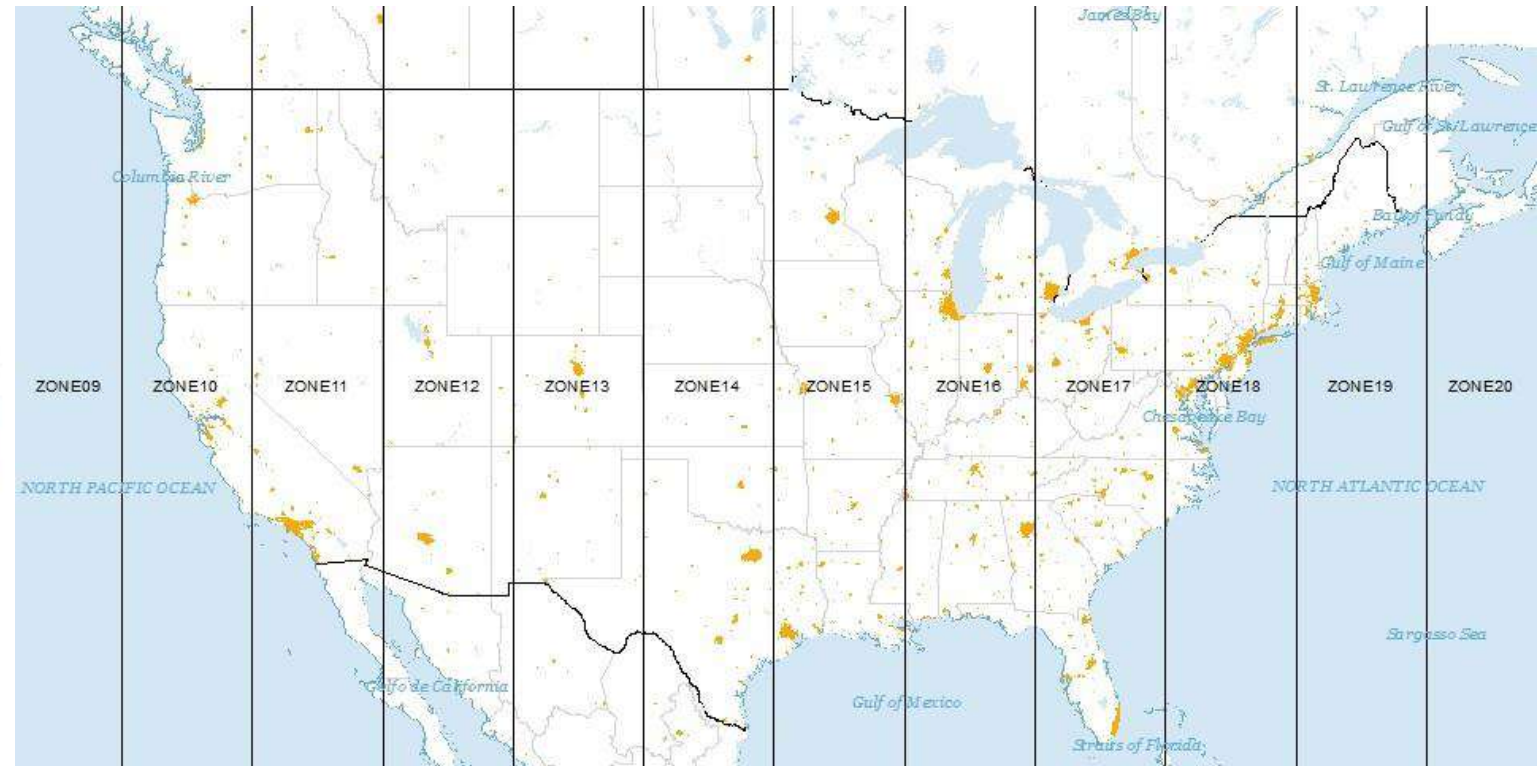 James Bay
St. Lawrence River
Gulf of St. Lawrence
Columbia River
Bay of Fundy
Gulf of Maine
ZONE09
ZONE10
ZONE11
ZONE12
ZONE13
ZONE14
ZONE15
ZONE16
ZONE17
ZONE18
ZONE19
ZONE20
Chesapeake Bay
NORTH PACIFIC OCEAN
NORTH ATLANTIC OCEAN
Sargasso Sea
Golfo de California
Gulf of Mexico
Straits of Florida